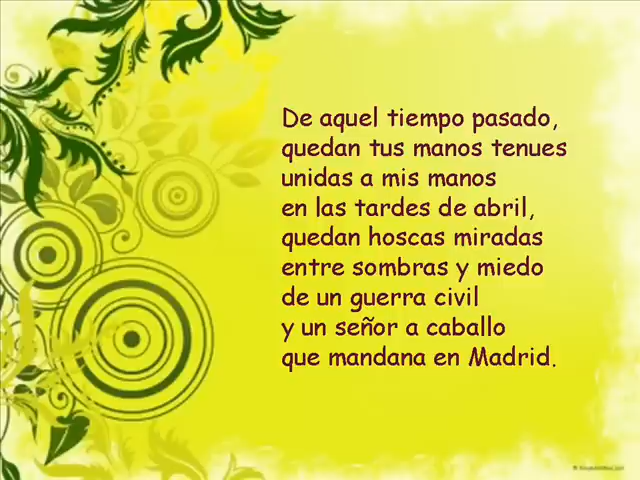 De aquel tiempo pasado,
quedan tus manos tenues
unidas a mis manos
en las tardes de abril,
quedan hoscas miradas
entre sombras y miedo
de un guerra civil
y un señor a caballo
que mandana en Madrid.